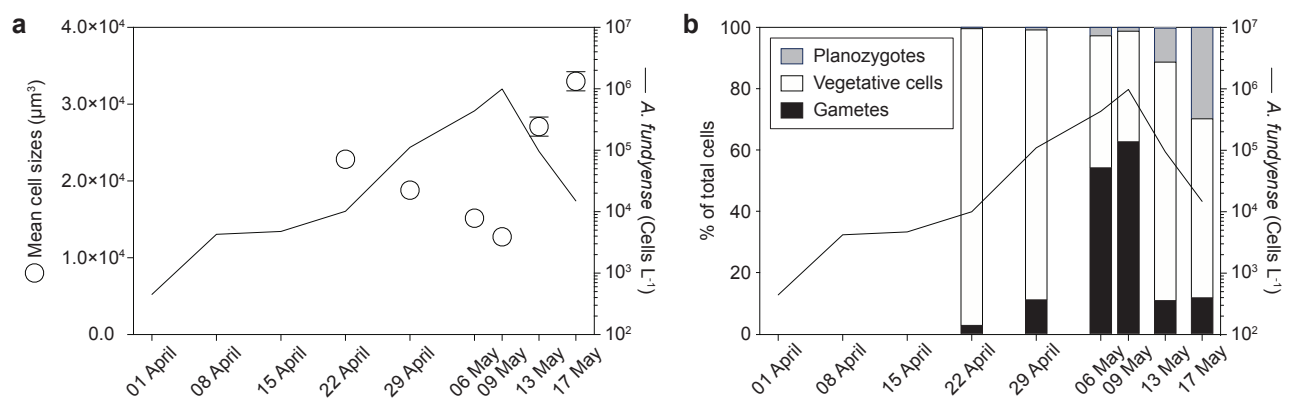 a
4.0×10⁴
3.0×10⁴
2.0×10⁴
1.0×10⁴
0.0
Mean cell sizes (μm³)
10⁷
10⁶
10⁵
10⁴
10³
10²
A. fundyense (Cells L⁻¹)
01 April
08 April
15 April
22 April
29 April
06 May
09 May
13 May
17 May
b
100
80
60
40
20
0
% of total cells
Planozygotes
Vegetative cells
Gametes
10⁷
10⁶
10⁵
10⁴
10³
10²
A. fundyense (Cells L⁻¹)
01 April
08 April
15 April
22 April
29 April
06 May
09 May
13 May
17 May